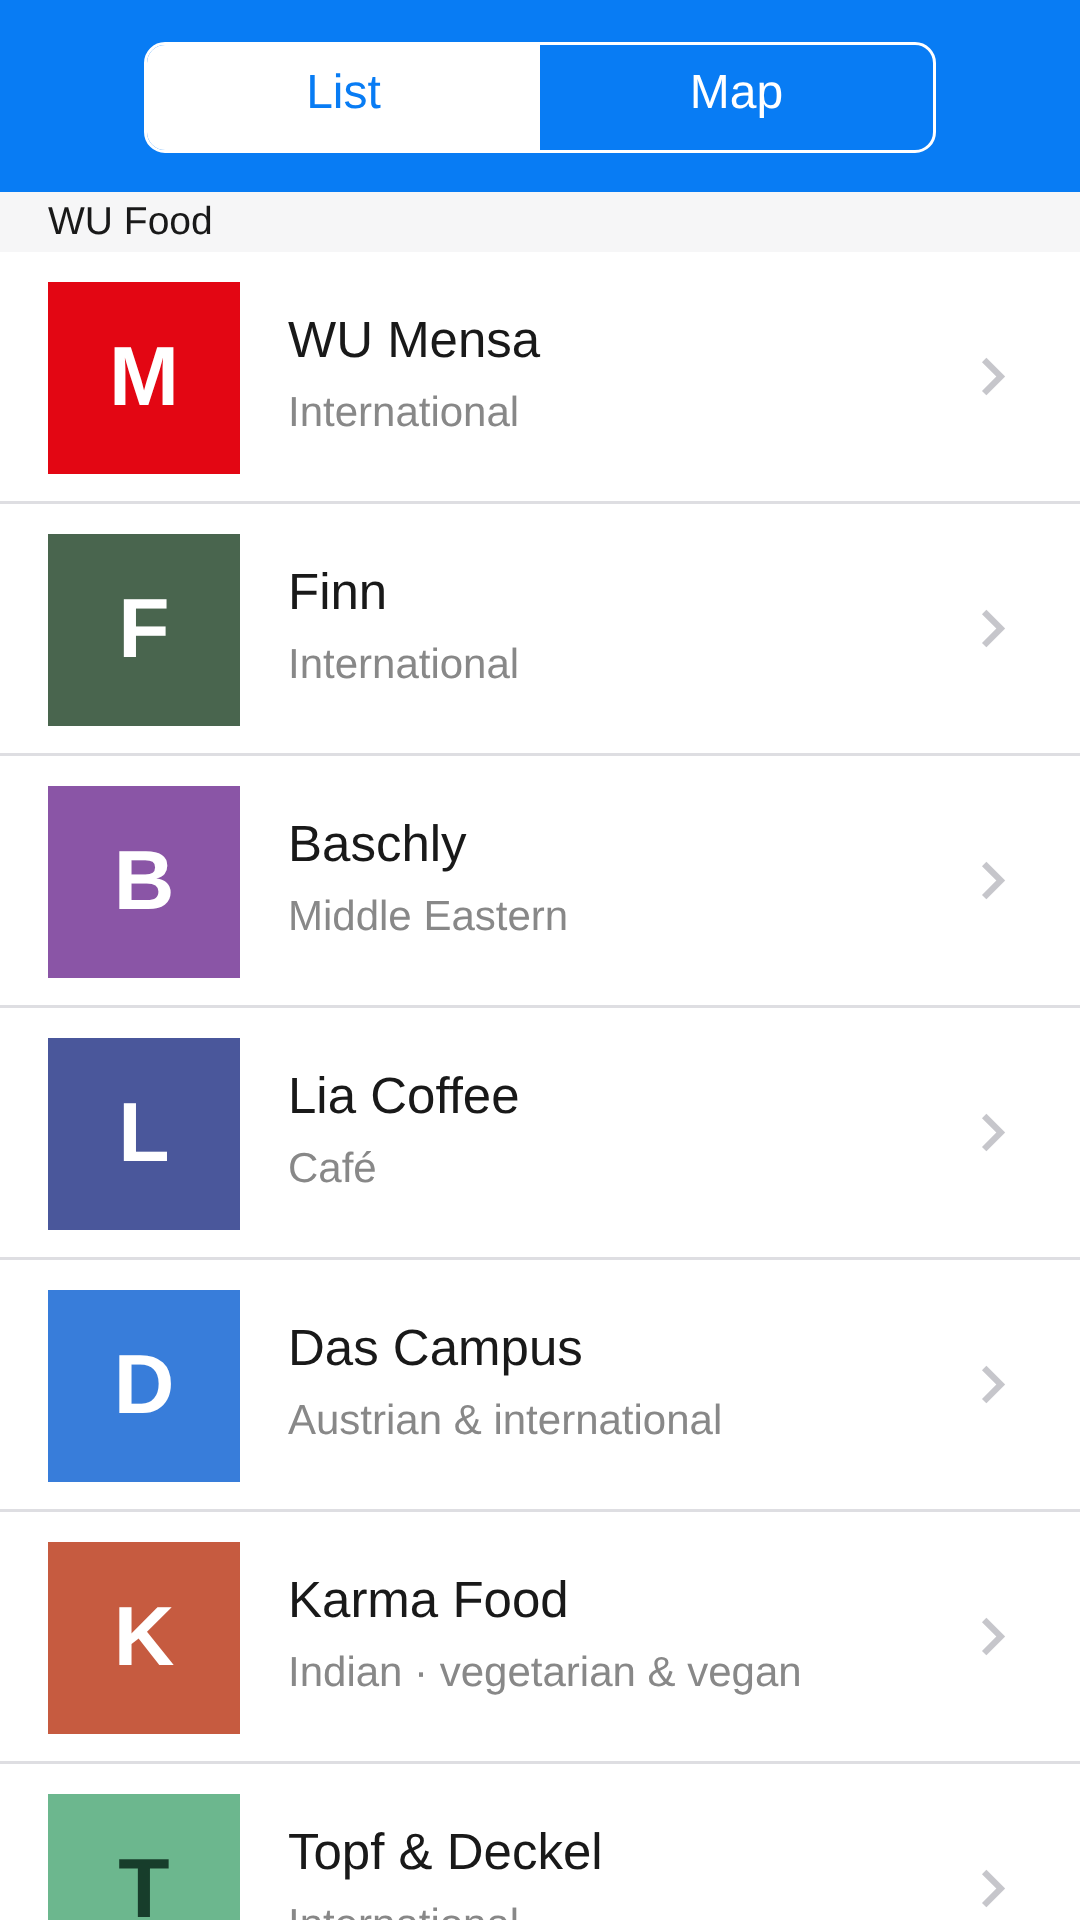 List Map
WU Food
M
WU Mensa
International
F
Finn
International
B
Baschly
Middle Eastern
L
Lia Coffee
Café
D
Das Campus
Austrian & international
K
Karma Food
Indian · vegetarian & vegan
T
Topf & Deckel
International